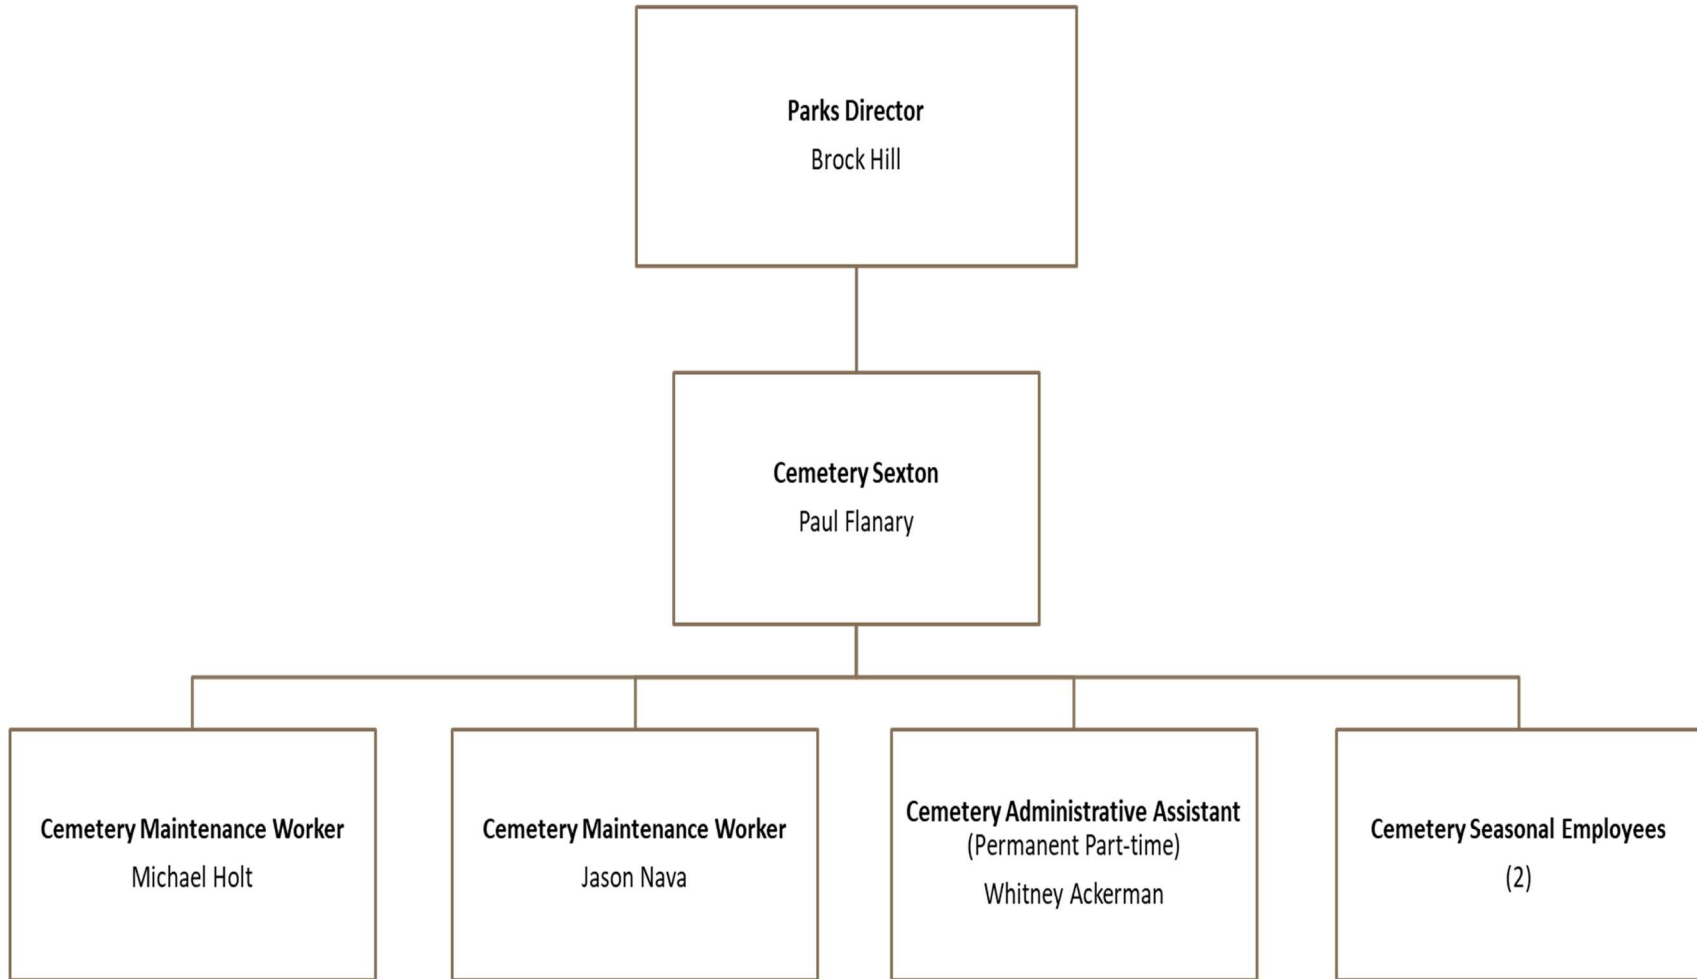 Parks Director
Brock Hill
Cemetery Sexton
Paul Flanary
Cemetery Maintenance Worker
Michael Holt
Cemetery Maintenance Worker
Jason Nava
Cemetery Administrative Assistant
(Permanent Part-time)
Whitney Ackerman
Cemetery Seasonal Employees
(2)